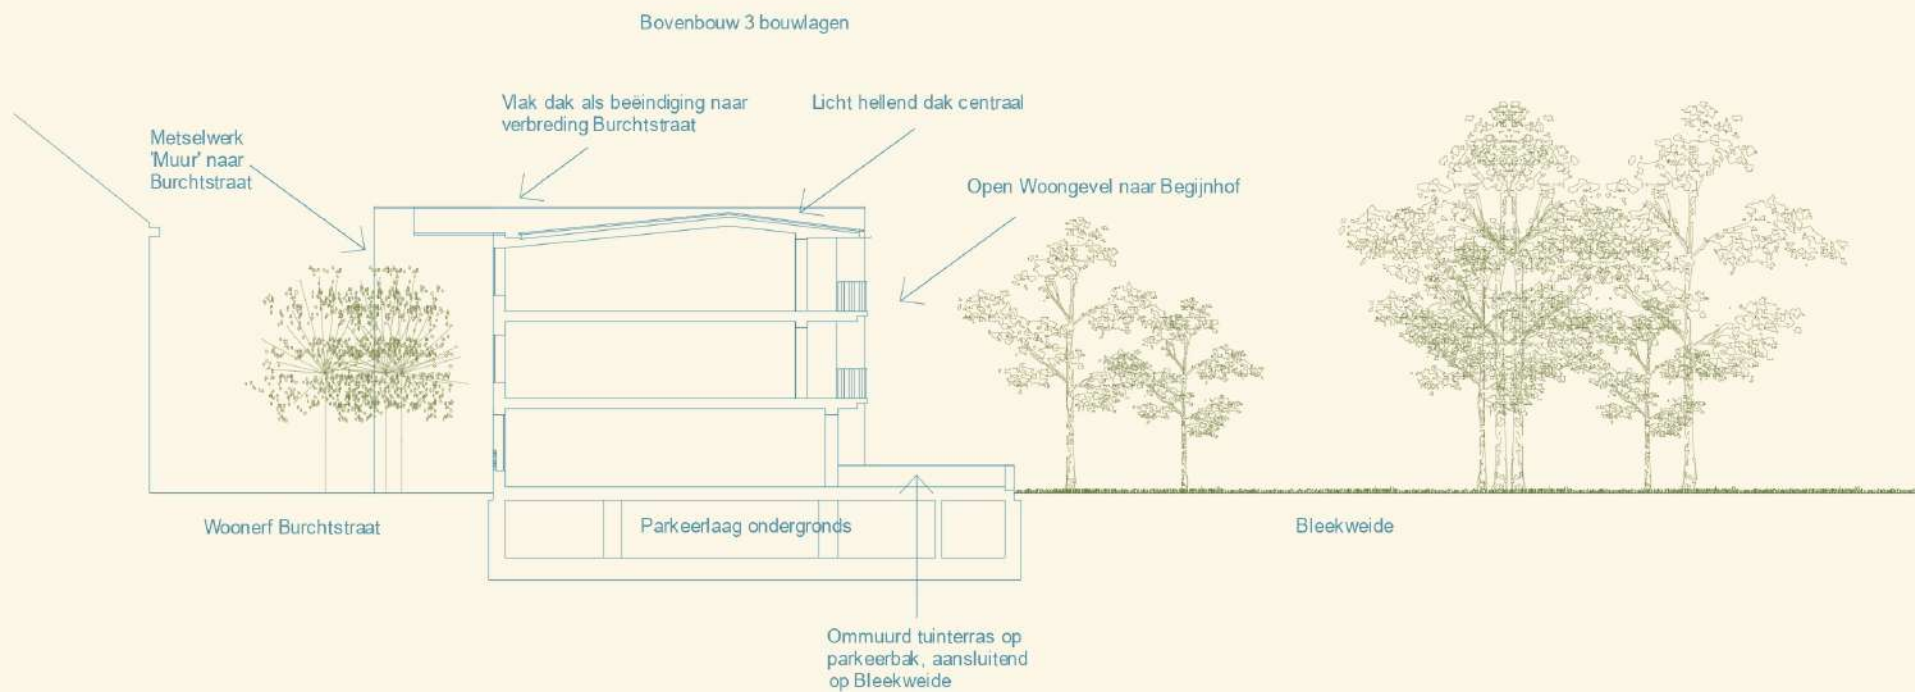 Bovenbouw 3 bouwlagen
Vlak dak als beëindiging naar
verbreding Burchtstraat
Licht hellend dak centraal
Metselwerk
'Muur' naar
Burchtstraat
Open Woongevel naar Begijnhof
Woonerf Burchtstraat
Parkeerlaag ondergronds
Bleekweide
Ommuurd tuinterras op
parkeerbak, aansluitend
op Bleekweide